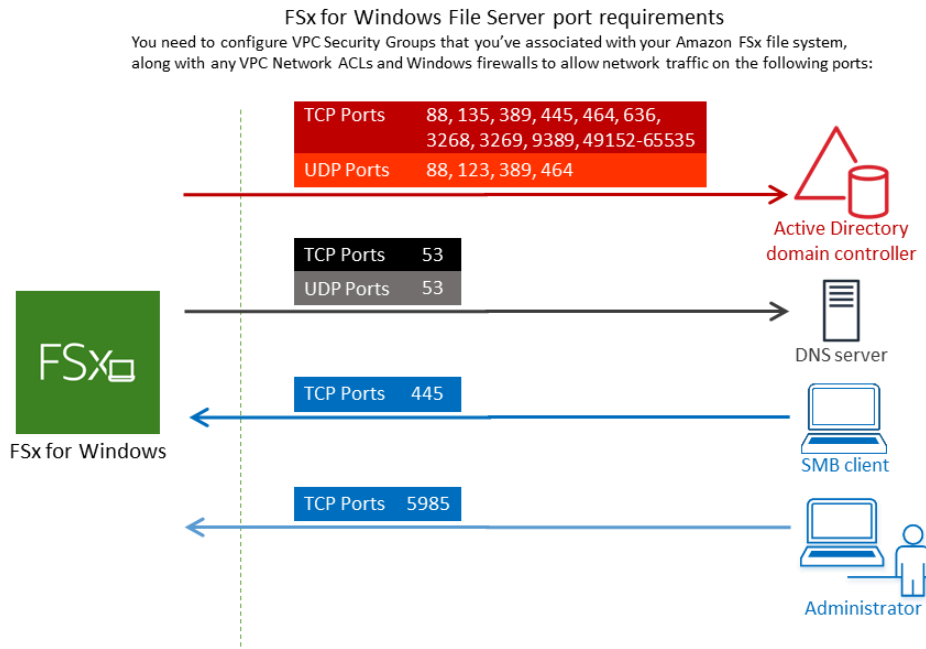 FSx for Windows File Server port requirements
You need to configure VPC Security Groups that you've associated with your Amazon FSx file system,
along with any VPC Network ACLs and Windows firewalls to allow network traffic on the following ports:
TCP Ports 88, 135, 389, 445, 464, 636,
3268, 3269, 9389, 49152-65535
UDP Ports 88, 123, 389, 464
Active Directory
domain controller
TCP Ports 53
UDP Ports 53
DNS server
FSx
FSx for Windows
TCP Ports 445
SMB client
TCP Ports 5985
Administrator